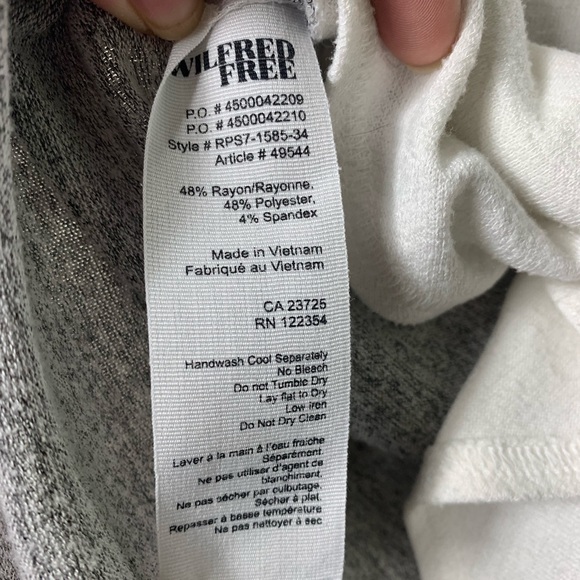 WILFRED
FREE
P.O. # 4500042209
P.O. # 4500042210
Style # RPS7-1585-34
Article # 49544
48% Rayon/Rayonne,
48% Polyester,
4% Spandex
Made in Vietnam
Fabriqué au Vietnam
CA 23725
RN 122354
Handwash Cool Separately
No Bleach
Do not Tumble Dry
Lay flat to Dry
Low iron
Do Not Dry Clean
Laver à la main à l'eau fraiche
Séparément.
Ne pas utiliser d'agent de
blanchiment.
Ne pas sécher par culbutage.
Sécher à plat.
Repasser à basse température
Ne pas nettoyer à sec